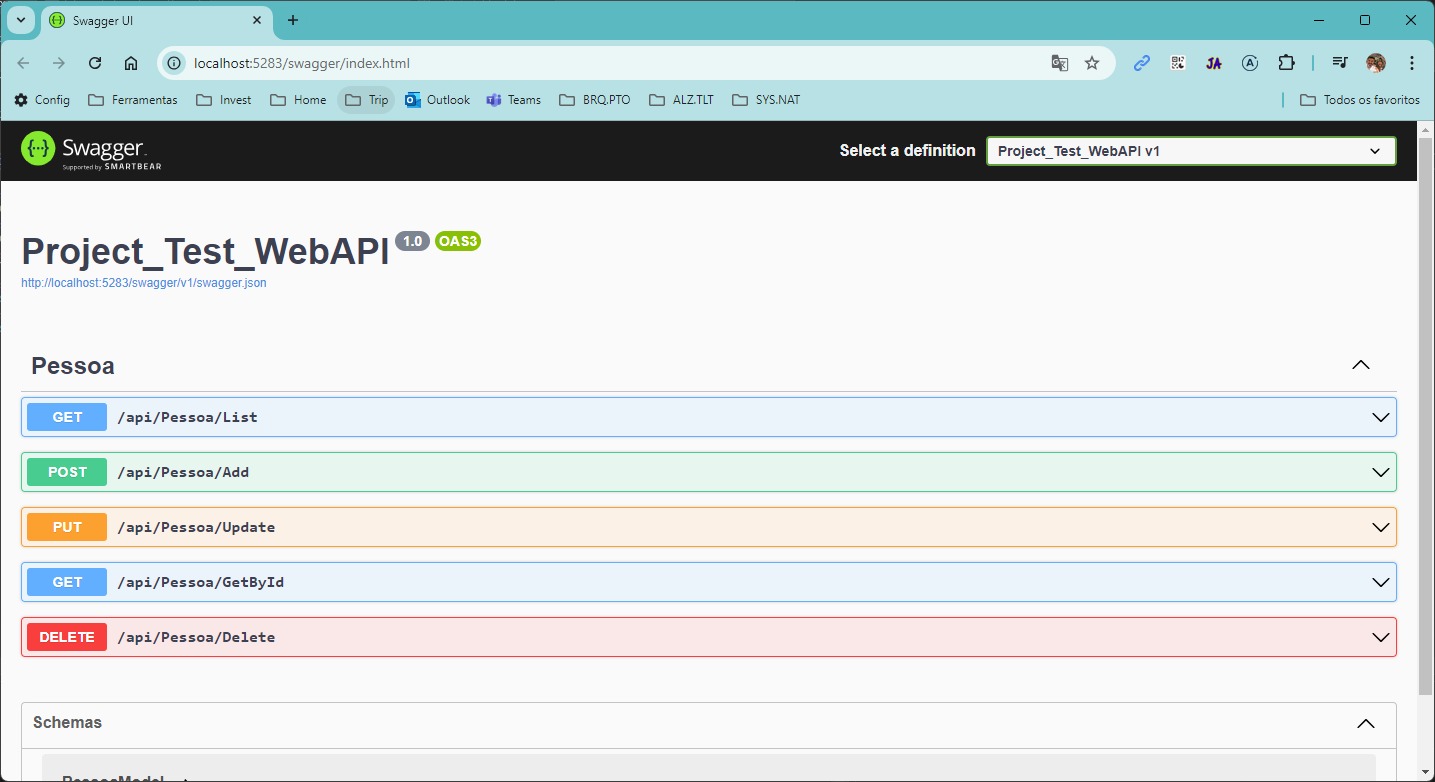 Swagger UI
localhost:5283/swagger/index.html
JA
A
Config Ferramentas Invest Home Trip Outlook Teams BRQ.PTO ALZ.TLT SYS.NAT Todos os favoritos
{···} Swagger
Supported by SMARTBEAR
Select a definition Project_Test_WebAPI v1
Project_Test_WebAPI 1.0 OAS3
http://localhost:5283/swagger/v1/swagger.json
Pessoa
GET /api/Pessoa/List
POST /api/Pessoa/Add
PUT /api/Pessoa/Update
GET /api/Pessoa/GetById
DELETE /api/Pessoa/Delete
Schemas
PessoaModel